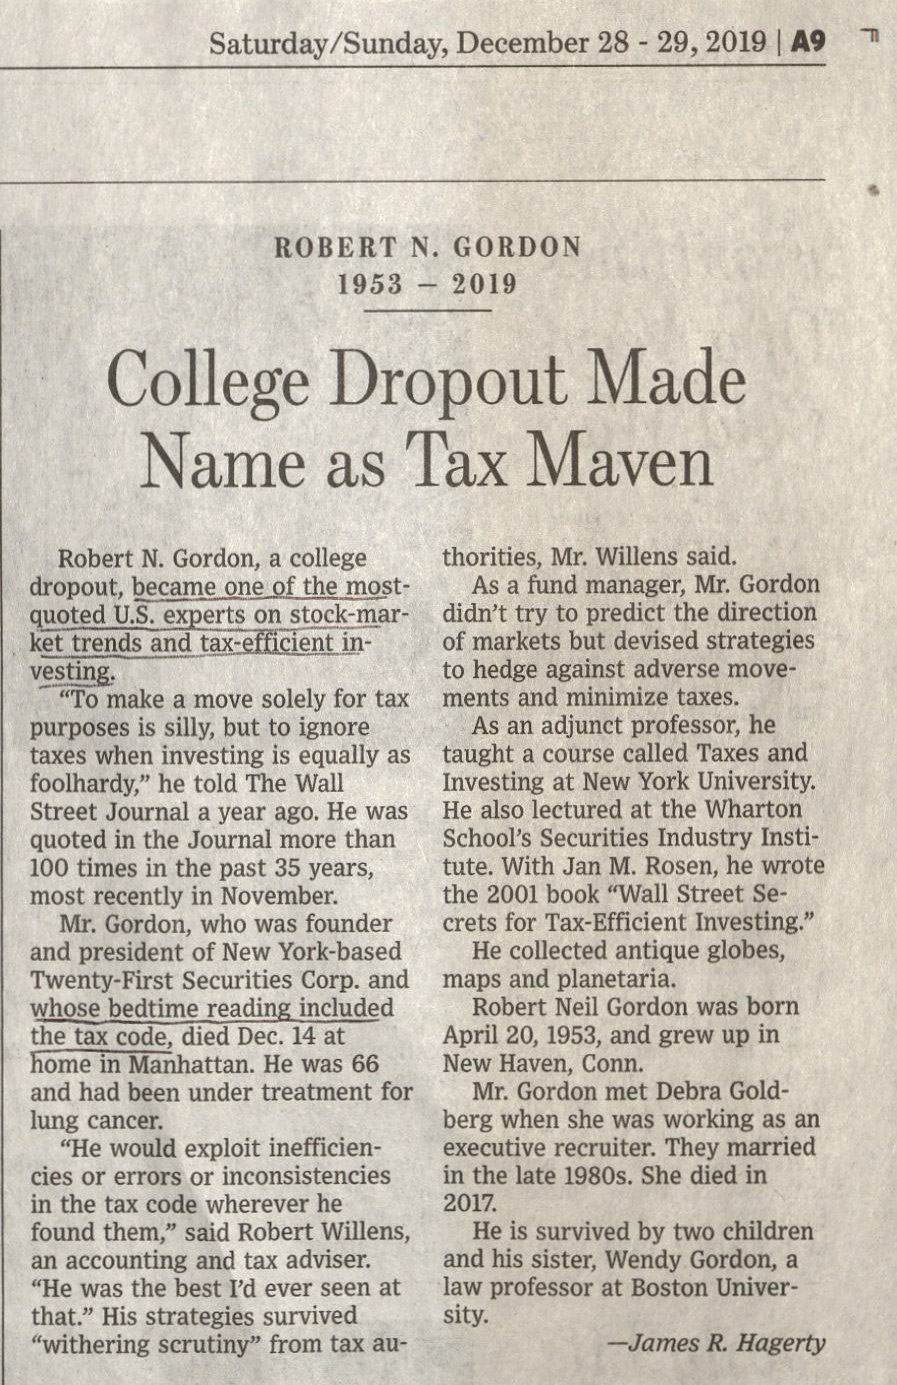 Saturday/Sunday, December 28 - 29, 2019 | A9
ROBERT N. GORDON
1953 – 2019
College Dropout Made
Name as Tax Maven
Robert N. Gordon, a college
dropout, became one of the most-
quoted U.S. experts on stock-mar-
ket trends and tax-efficient in-
vesting.
“To make a move solely for tax
purposes is silly, but to ignore
taxes when investing is equally as
foolhardy,” he told The Wall
Street Journal a year ago. He was
quoted in the Journal more than
100 times in the past 35 years,
most recently in November.
Mr. Gordon, who was founder
and president of New York-based
Twenty-First Securities Corp. and
whose bedtime reading included
the tax code, died Dec. 14 at
home in Manhattan. He was 66
and had been under treatment for
lung cancer.
“He would exploit inefficien-
cies or errors or inconsistencies
in the tax code wherever he
found them,” said Robert Willens,
an accounting and tax adviser.
“He was the best I’d ever seen at
that.” His strategies survived
“withering scrutiny” from tax au-
thorities, Mr. Willens said.
As a fund manager, Mr. Gordon
didn’t try to predict the direction
of markets but devised strategies
to hedge against adverse move-
ments and minimize taxes.
As an adjunct professor, he
taught a course called Taxes and
Investing at New York University.
He also lectured at the Wharton
School’s Securities Industry Insti-
tute. With Jan M. Rosen, he wrote
the 2001 book “Wall Street Se-
crets for Tax-Efficient Investing.”
He collected antique globes,
maps and planetaria.
Robert Neil Gordon was born
April 20, 1953, and grew up in
New Haven, Conn.
Mr. Gordon met Debra Gold-
berg when she was working as an
executive recruiter. They married
in the late 1980s. She died in
2017.
He is survived by two children
and his sister, Wendy Gordon, a
law professor at Boston Univer-
sity.
—James R. Hagerty